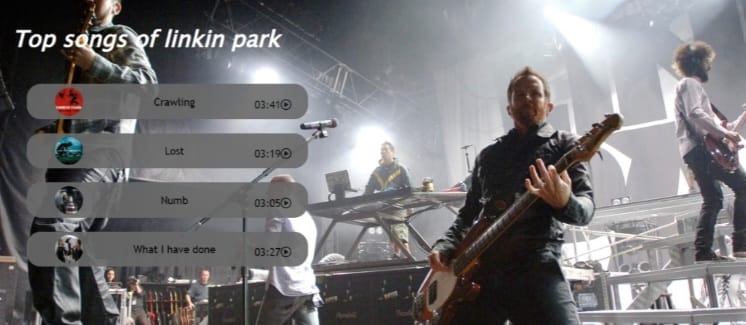 Top songs of linkin park
Crawling 03:41
Lost 03:19
Numb 03:05
What I have done 03:27